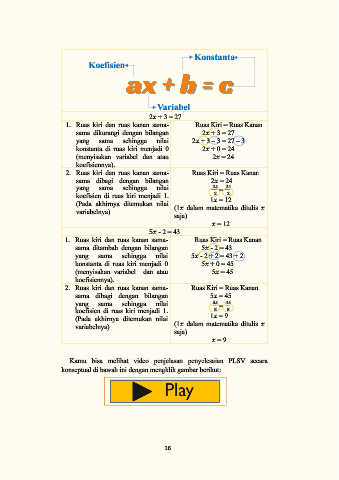 Konstanta
Koefisien
ax + b = c
Variabel
2x + 3 = 27
1. Ruas kiri dan ruas kanan sama-
sama dikurangi dengan bilangan
yang sama sehingga nilai
konstanta di ruas kiri menjadi 0
(menyisakan variabel dan atau
koefisiennya).
Ruas Kiri = Ruas Kanan
2x + 3 = 27
2x + 3 – 3 = 27 – 3
2x + 0 = 24
2x = 24
2. Ruas kiri dan ruas kanan sama-
sama dibagi dengan bilangan
yang sama sehingga nilai
koefisien di ruas kiri menjadi 1.
(Pada akhirnya ditemukan nilai
variabelnya)
Ruas Kiri = Ruas Kanan
2x = 24
2x/2 = 24/2
1x = 12
(1x dalam matematika ditulis x
saja)
x = 12
5x - 2 = 43
1. Ruas kiri dan ruas kanan sama-
sama ditambah dengan bilangan
yang sama sehingga nilai
konstanta di ruas kiri menjadi 0
(menyisakan variabel dan atau
koefisiennya).
Ruas Kiri = Ruas Kanan
5x - 2 = 43
5x - 2 + 2 = 43 + 2
5x + 0 = 45
5x = 45
2. Ruas kiri dan ruas kanan sama-
sama dibagi dengan bilangan
yang sama sehingga nilai
koefisien di ruas kiri menjadi 1.
(Pada akhirnya ditemukan nilai
variabelnya)
Ruas Kiri = Ruas Kanan
5x = 45
5x/5 = 45/5
1x = 9
(1x dalam matematika ditulis x
saja)
x = 9
Kamu bisa melihat video penjelasan penyelesaian PLSV secara
konseptual di bawah ini dengan mengklik gambar berikut:
Play
16